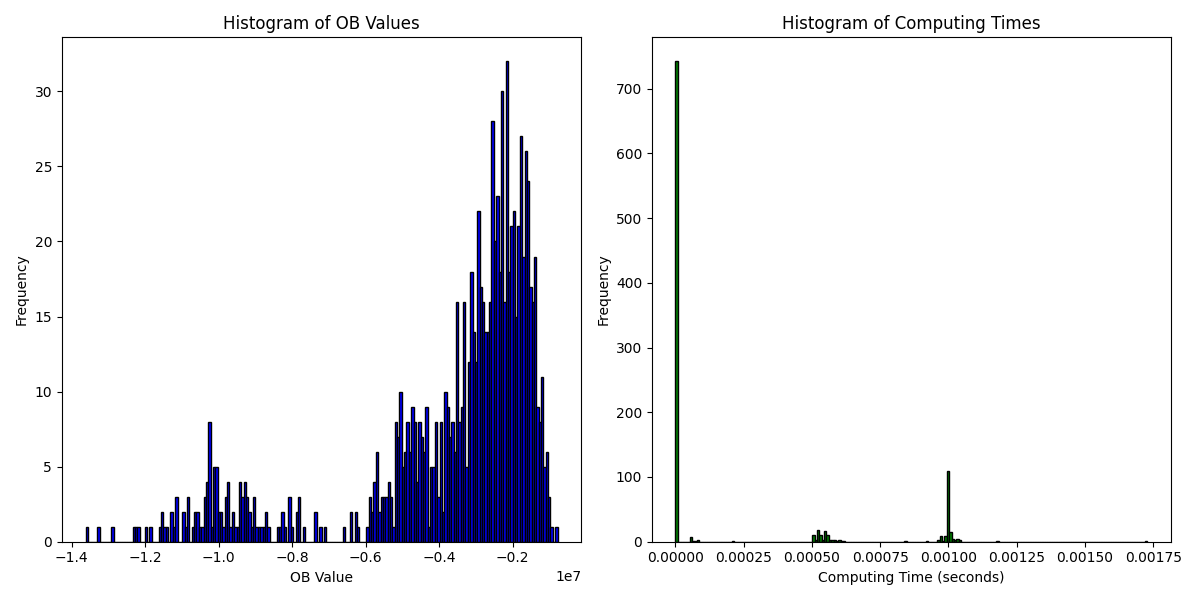 Histogram of OB Values
Frequency
30
25
20
15
10
5
0
−1.4 −1.2 −1.0 −0.8 −0.6 −0.4 −0.2
OB Value
1e7
Histogram of Computing Times
Frequency
700
600
500
400
300
200
100
0
0.00000 0.00025 0.00050 0.00075 0.00100 0.00125 0.00150 0.00175
Computing Time (seconds)